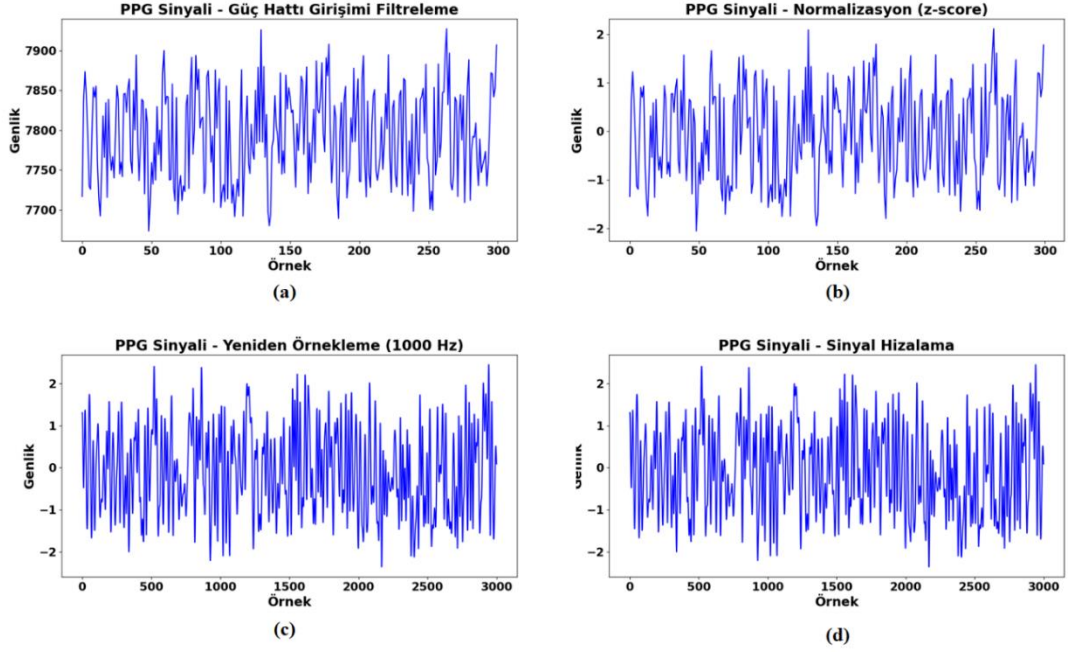 PPG Sinyali - Güç Hattı Girişimi Filtreleme
Genlik
7900
7850
7800
7750
7700
0 50 100 150 200 250 300
Örnek
(a)
PPG Sinyali - Normalizasyon (z-score)
Genlik
2
1
0
−1
−2
0 50 100 150 200 250 300
Örnek
(b)
PPG Sinyali - Yeniden Örnekleme (1000 Hz)
Genlik
2
1
0
−1
−2
0 500 1000 1500 2000 2500 3000
Örnek
(c)
PPG Sinyali - Sinyal Hizalama
Genlik
2
1
0
−1
−2
0 500 1000 1500 2000 2500 3000
Örnek
(d)